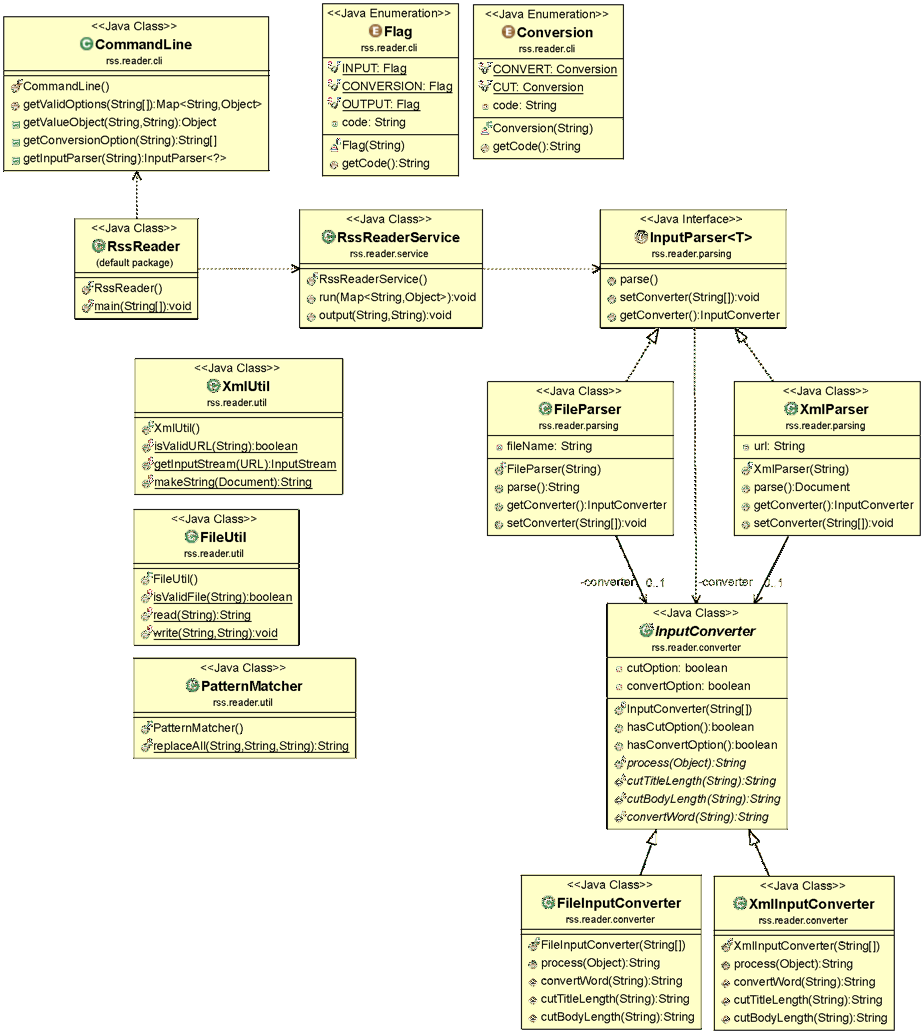 <<Java Class>>
CommandLine
rss.reader.cli
CommandLine()
getValidOptions(String[]):Map<String,Object>
getValueObject(String,String):Object
getConversionOption(String):String[]
getInputParser(String):InputParser<?>
<<Java Enumeration>>
Flag
rss.reader.cli
INPUT: Flag
CONVERSION: Flag
OUTPUT: Flag
code: String
Flag(String)
getCode():String
<<Java Enumeration>>
Conversion
rss.reader.cli
CONVERT: Conversion
CUT: Conversion
code: String
Conversion(String)
getCode():String
<<Java Class>>
RssReader
(default package)
RssReader()
main(String[]):void
<<Java Class>>
RssReaderService
rss.reader.service
RssReaderService()
run(Map<String,Object>):void
output(String,String):void
<<Java Interface>>
InputParser<T>
rss.reader.parsing
parse()
setConverter(String[]):void
getConverter():InputConverter
<<Java Class>>
XmlUtil
rss.reader.util
XmlUtil()
isValidURL(String):boolean
getInputStream(URL):InputStream
makeString(Document):String
<<Java Class>>
FileParser
rss.reader.parsing
fileName: String
FileParser(String)
parse():String
getConverter():InputConverter
setConverter(String[]):void
<<Java Class>>
XmlParser
rss.reader.parsing
url: String
XmlParser(String)
parse():Document
getConverter():InputConverter
setConverter(String[]):void
<<Java Class>>
FileUtil
rss.reader.util
FileUtil()
isValidFile(String):boolean
read(String):String
write(String,String):void
-converter 0..1
-converter 0..1
<<Java Class>>
InputConverter
rss.reader.converter
cutOption: boolean
convertOption: boolean
InputConverter(String[])
hasCutOption():boolean
hasConvertOption():boolean
process(Object):String
cutTitleLength(String):String
cutBodyLength(String):String
convertWord(String):String
<<Java Class>>
PatternMatcher
rss.reader.util
PatternMatcher()
replaceAll(String,String,String):String
<<Java Class>>
FileInputConverter
rss.reader.converter
FileInputConverter(String[])
process(Object):String
convertWord(String):String
cutTitleLength(String):String
cutBodyLength(String):String
<<Java Class>>
XmlInputConverter
rss.reader.converter
XmlInputConverter(String[])
process(Object):String
convertWord(String):String
cutTitleLength(String):String
cutBodyLength(String):String